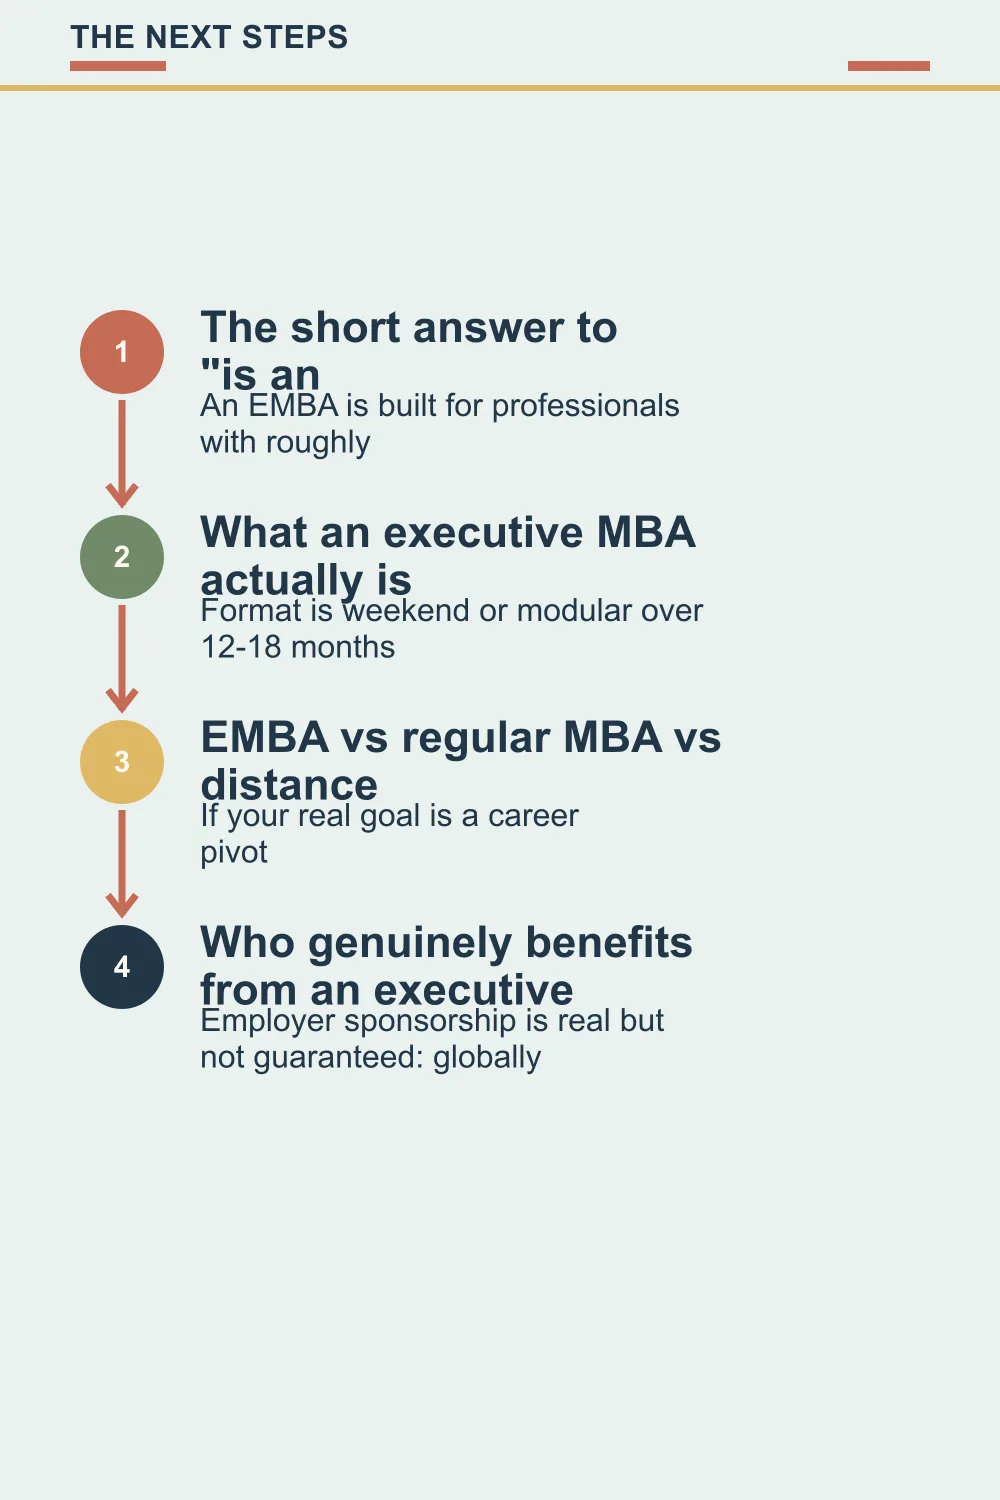 THE NEXT STEPS
1
The short answer to
"is an
An EMBA is built for professionals
with roughly
2
What an executive MBA
actually is
Format is weekend or modular over
12-18 months
3
EMBA vs regular MBA vs
distance
If your real goal is a career
pivot
4
Who genuinely benefits
from an executive
Employer sponsorship is real but
not guaranteed: globally